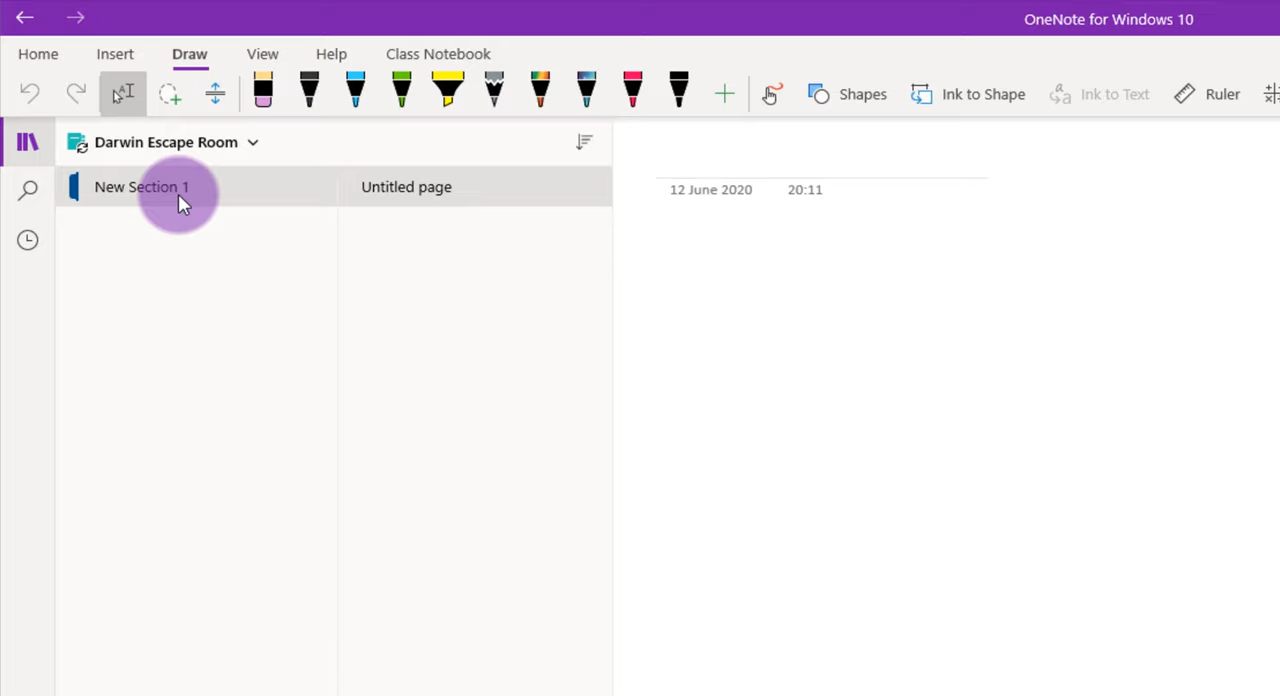 OneNote for Windows 10
Home Insert Draw View Help Class Notebook
Shapes Ink to Shape Ink to Text Ruler
Darwin Escape Room
New Section 1 Untitled page
12 June 2020 20:11